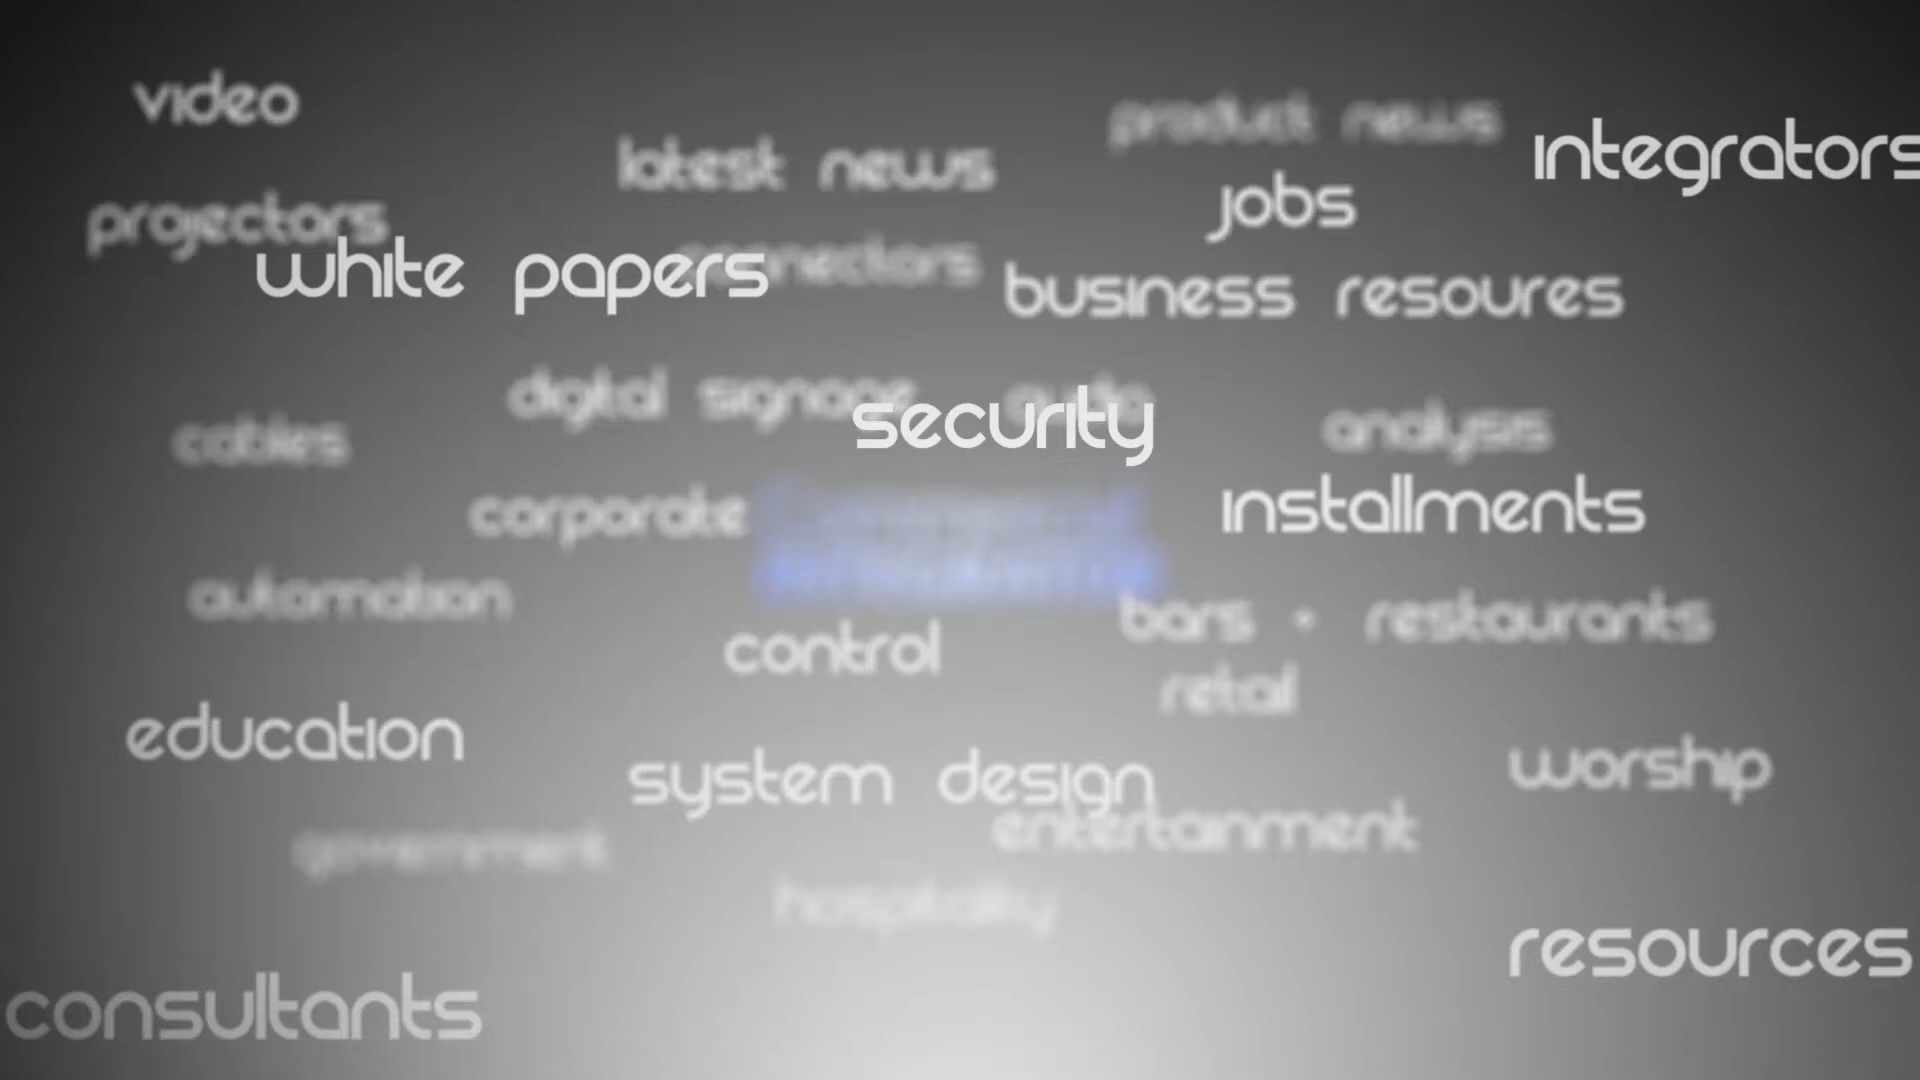 video
product news
integrators
latest news
jobs
projectors
white papers
connectors
business resoures
digital signage
audio
security
cables
analysis
corporate
installments
automation
bars + restaurants
control
retail
education
system design
worship
entertainment
government
hospitality
resources
consultants